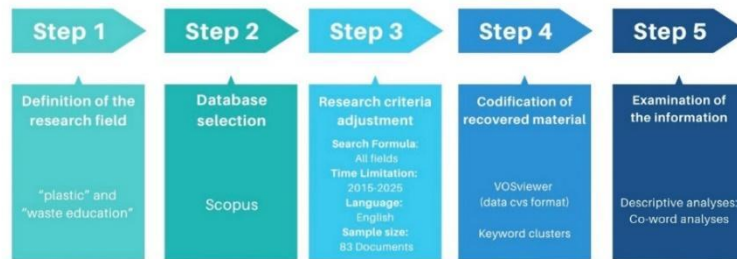 Step 1
Step 2
Step 3
Step 4
Step 5
Definition of the
research field
"plastic" and
"waste education"
Database
selection
Scopus
Research criteria
adjustment
Search Formula:
All fields
Time Limitation:
2015-2025
Language:
English
Sample size:
83 Documents
Codification of
recovered material
VOSviewer
(data cvs format)
Keyword clusters
Examination of
the information
Descriptive analyses:
Co-word analyses